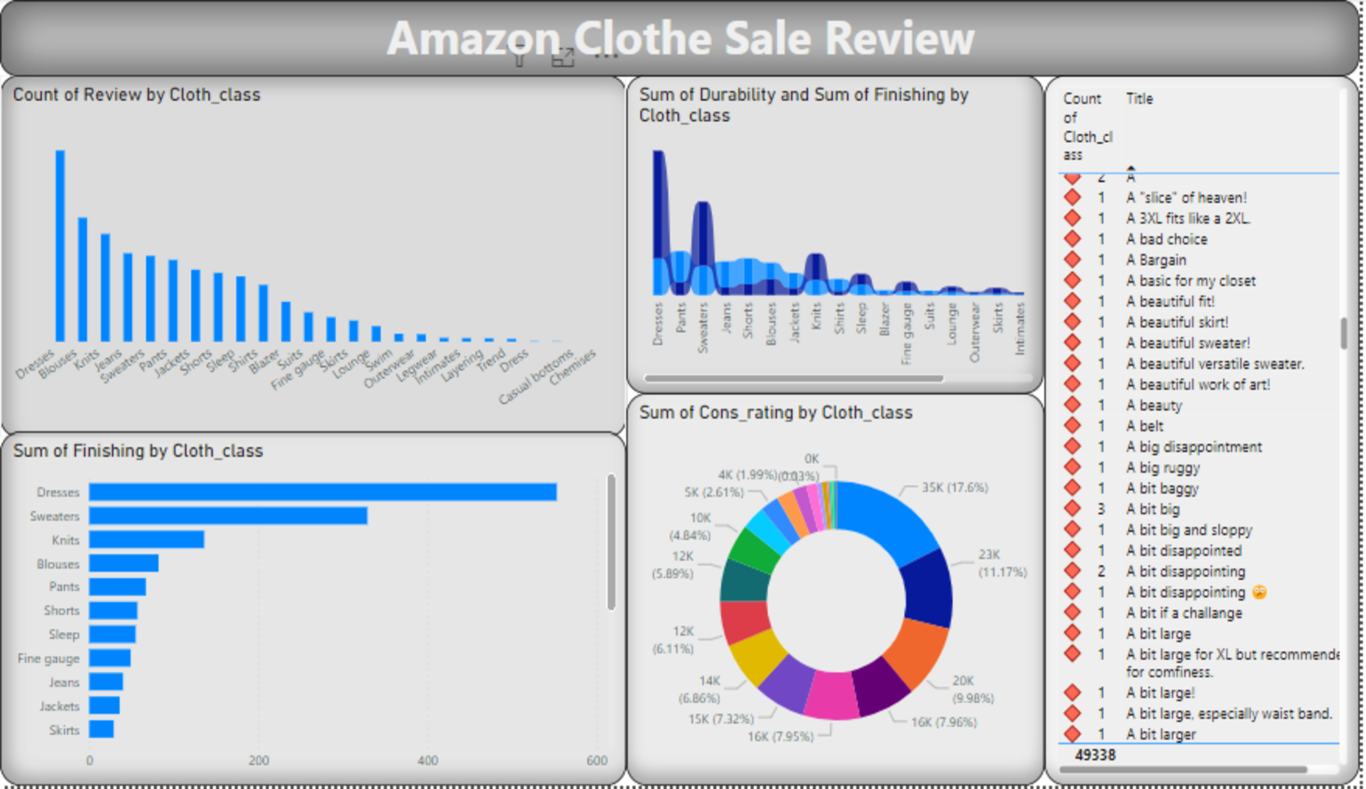 Amazon Clothe Sale Review
Count of Review by Cloth_class
Dresses
Blouses
Knits
Jeans
Sweaters
Pants
Jackets
Shorts
Sleep
Shirts
Blazer
Suits
Fine gauge
Skirts
Lounge
Swim
Outerwear
Legwear
Intimates
Layering
Trend
Dress
Casual bottoms
Chemises
Sum of Finishing by Cloth_class
Dresses
Sweaters
Knits
Blouses
Pants
Shorts
Sleep
Fine gauge
Jeans
Jackets
Skirts
0 200 400 600
Sum of Durability and Sum of Finishing by
Cloth_class
Dresses
Pants
Sweaters
Jeans
Shorts
Blouses
Jackets
Knits
Shirts
Sleep
Blazer
Fine gauge
Suits
Lounge
Outerwear
Skirts
Intimates
Sum of Cons_rating by Cloth_class
35K (17.6%)
23K
(11.17%)
20K
(9.98%)
16K (7.96%)
16K (7.95%)
15K (7.32%)
14K
(6.86%)
12K
(6.11%)
12K
(5.89%)
10K
(4.84%)
5K (2.61%)
4K (1.99%)
(0.03%)
0K
Count
of
Cloth_cl
ass
Title
2 A
1 A "slice" of heaven!
1 A 3XL fits like a 2XL.
1 A bad choice
1 A Bargain
1 A basic for my closet
1 A beautiful fit!
1 A beautiful skirt!
1 A beautiful sweater!
1 A beautiful versatile sweater.
1 A beautiful work of art!
1 A beauty
1 A belt
1 A big disappointment
1 A big ruggy
1 A bit baggy
3 A bit big
1 A bit big and sloppy
1 A bit disappointed
2 A bit disappointing
1 A bit disappointing 😩
1 A bit if a challange
1 A bit large
1 A bit large for XL but recommende
for comfiness.
1 A bit large!
1 A bit large, especially waist band.
1 A bit larger
49338